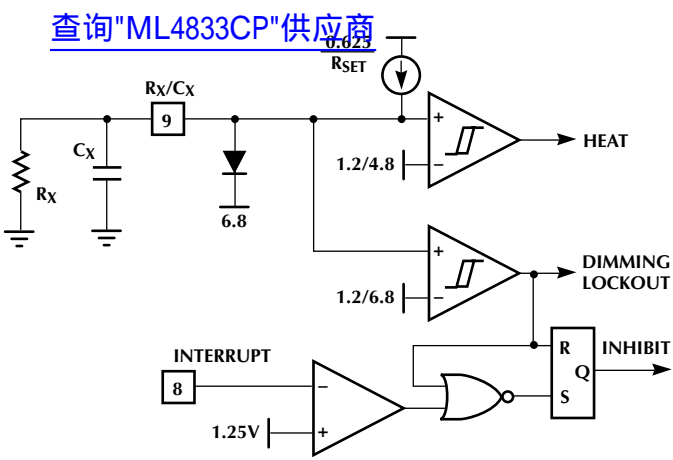 查询"ML4833CP"供应商
0.625
RSET
RX/CX
9
+
HEAT
CX
1.2/4.8
−
RX
6.8
+
DIMMING
LOCKOUT
1.2/6.8
−
INTERRUPT
R
INHIBIT
Q
8
−
S
1.25V
+